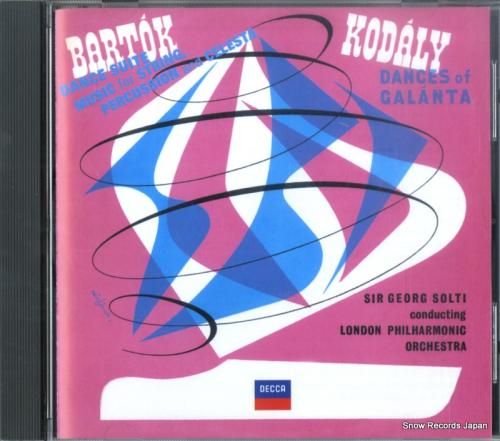 BARTÓK
DANCE SUITE
MUSIC for STRING,
PERCUSSION and CELESTA
KODÁLY
DANCES of
GALÁNTA
SIR GEORG SOLTI
conducting
LONDON PHILHARMONIC
ORCHESTRA
DECCA
Snow Records Japan